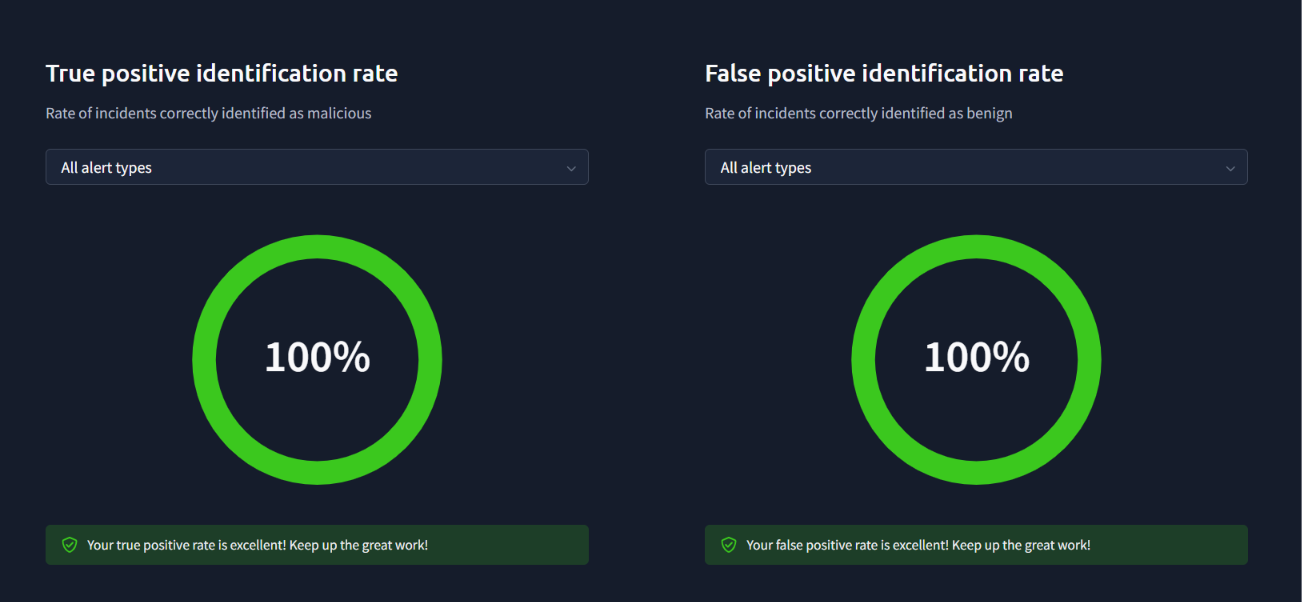 True positive identification rate
Rate of incidents correctly identified as malicious
All alert types
100%
Your true positive rate is excellent! Keep up the great work!
False positive identification rate
Rate of incidents correctly identified as benign
All alert types
100%
Your false positive rate is excellent! Keep up the great work!